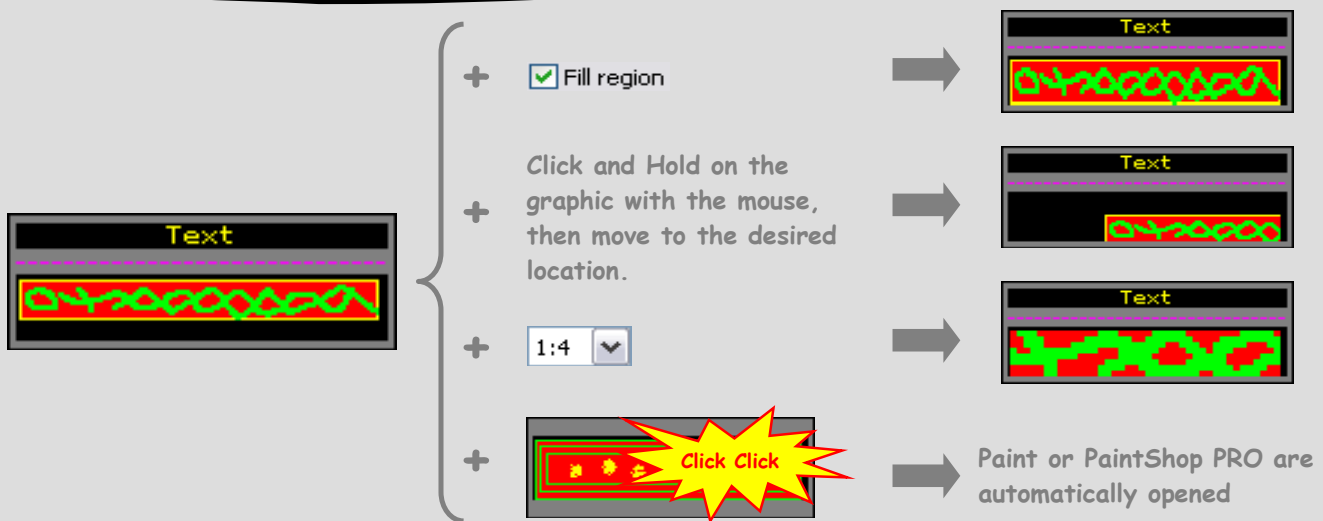 Text
+
Fill region
Text
+
Click and Hold on the
graphic with the mouse,
then move to the desired
location.
Text
+
1:4
Text
+
Click Click
Paint or PaintShop PRO are
automatically opened